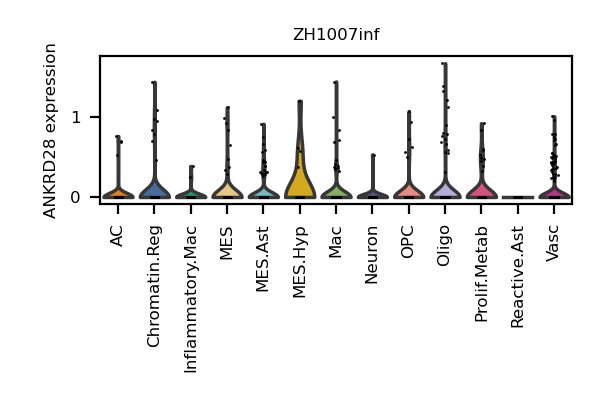 ZH1007inf
ANKRD28 expression
1
0
AC
Chromatin.Reg
Inflammatory.Mac
MES
MES.Ast
MES.Hyp
Mac
Neuron
OPC
Oligo
Prolif.Metab
Reactive.Ast
Vasc